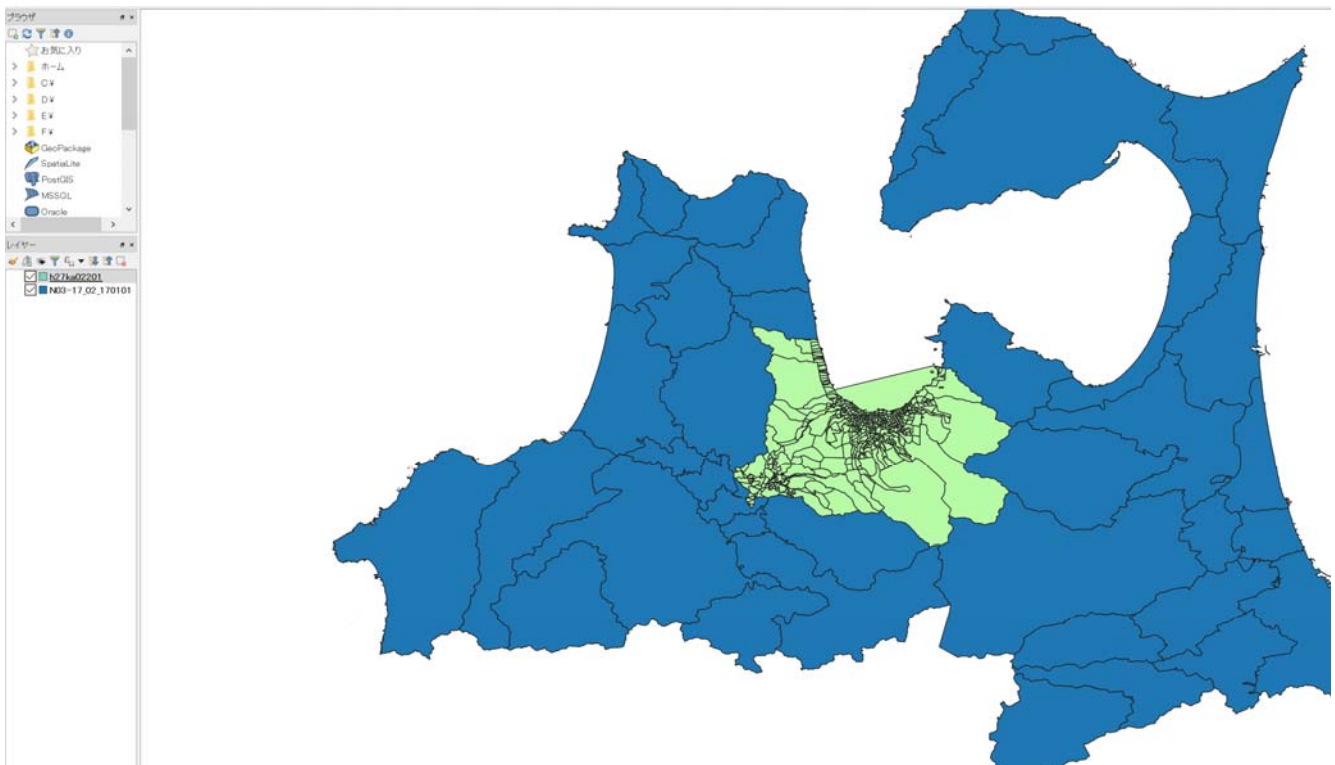 ブラウザ
お気に入り
ホーム
C¥
D¥
E¥
F¥
GeoPackage
SpatiaLite
PostGIS
MSSQL
Oracle
レイヤー
h27ka02201
N03-17_02_170101